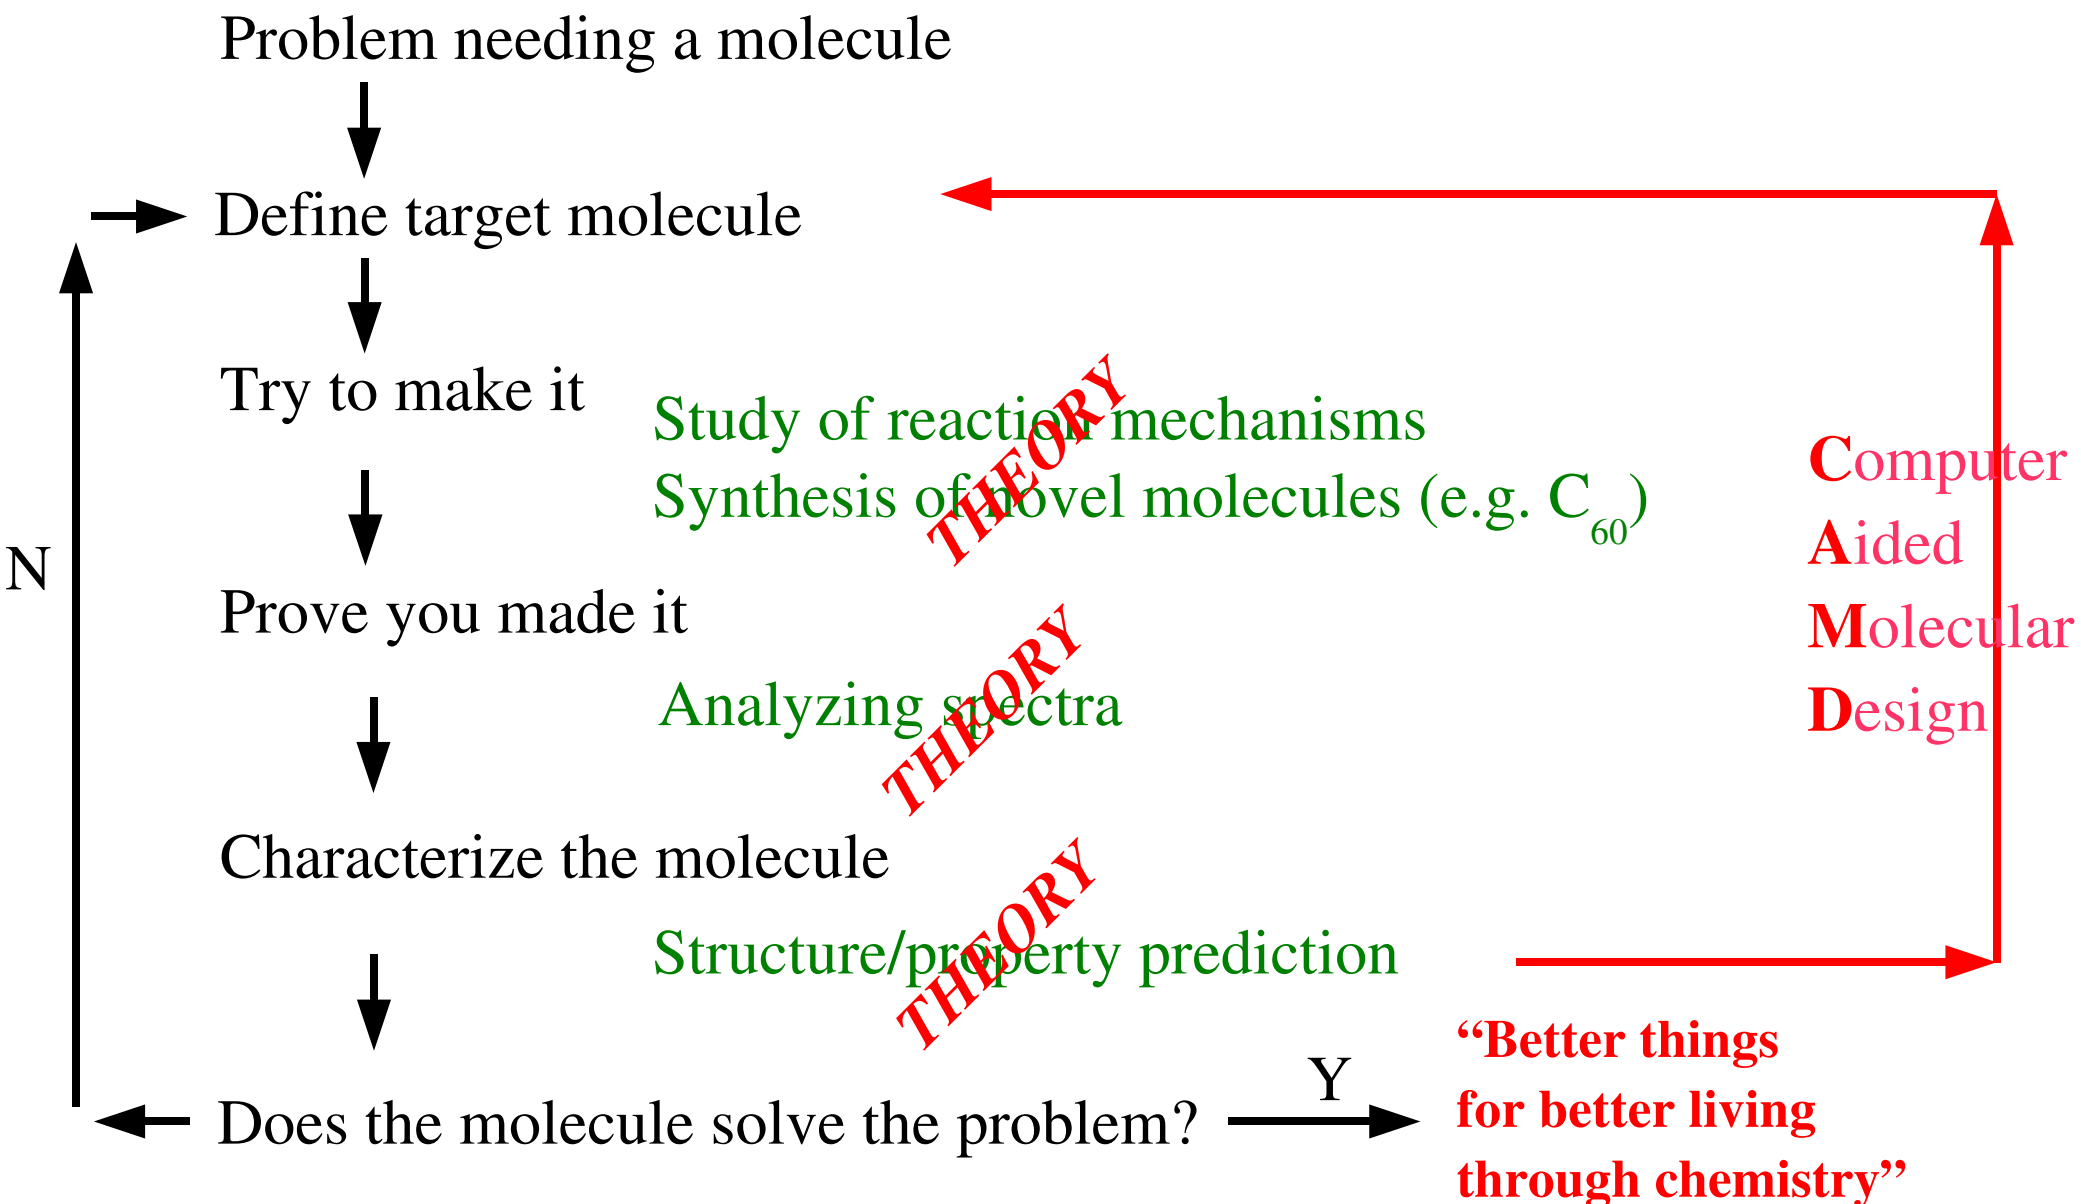 Problem needing a molecule
Define target molecule
Try to make it
Study of reaction mechanisms
THEORY
Synthesis of novel molecules (e.g. C60)
Computer
Aided
Molecular
Design
N
Prove you made it
Analyzing spectra
THEORY
Characterize the molecule
Structure/property prediction
THEORY
Does the molecule solve the problem?
Y
“Better things
for better living
through chemistry”